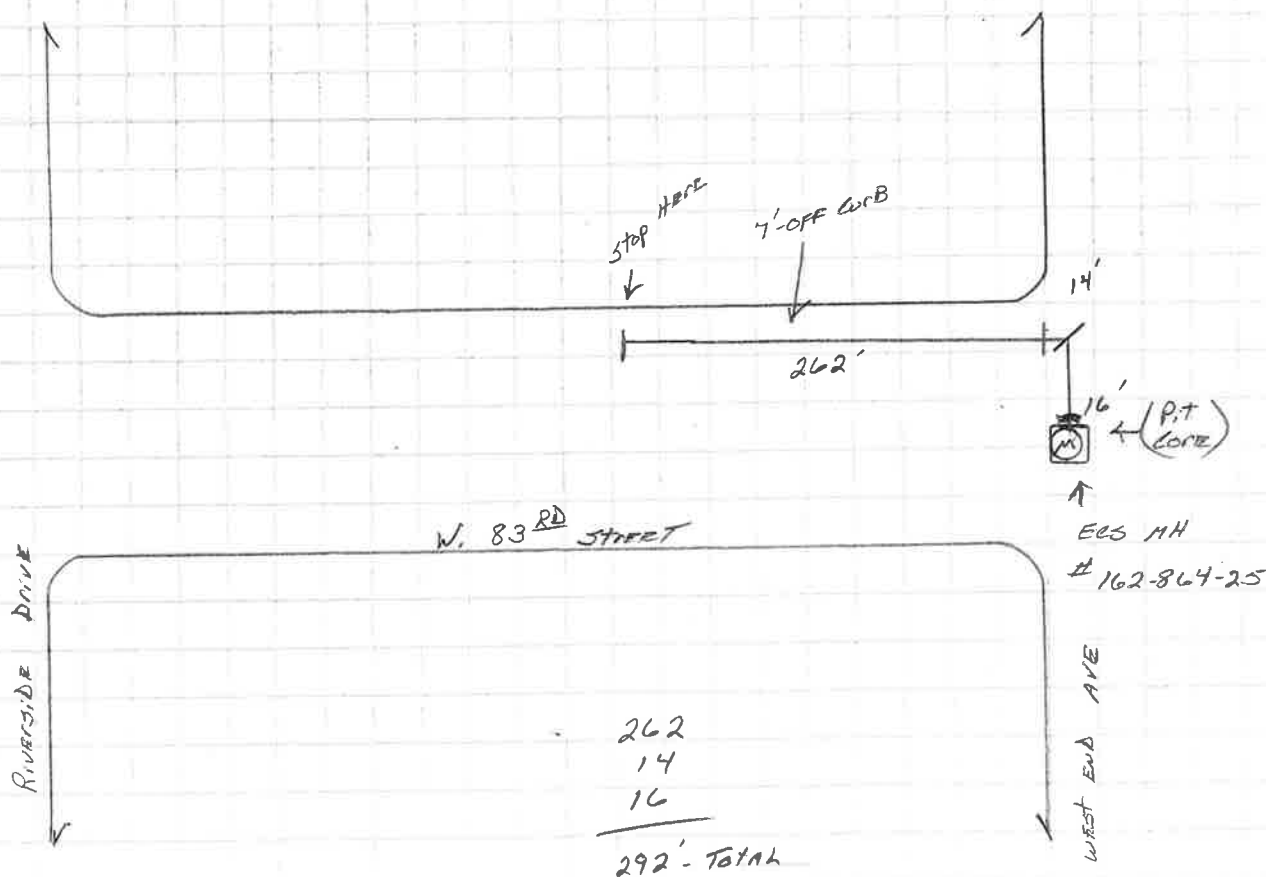 Stop Here
7'-OFF CurB
14'
262'
16'
(Pit
Core)
M
W. 83RD STREET
ECS MH
# 162-864-25
RIVERSIDE DRIVE
WEST END AVE
262
14
16
292'- TOTAL